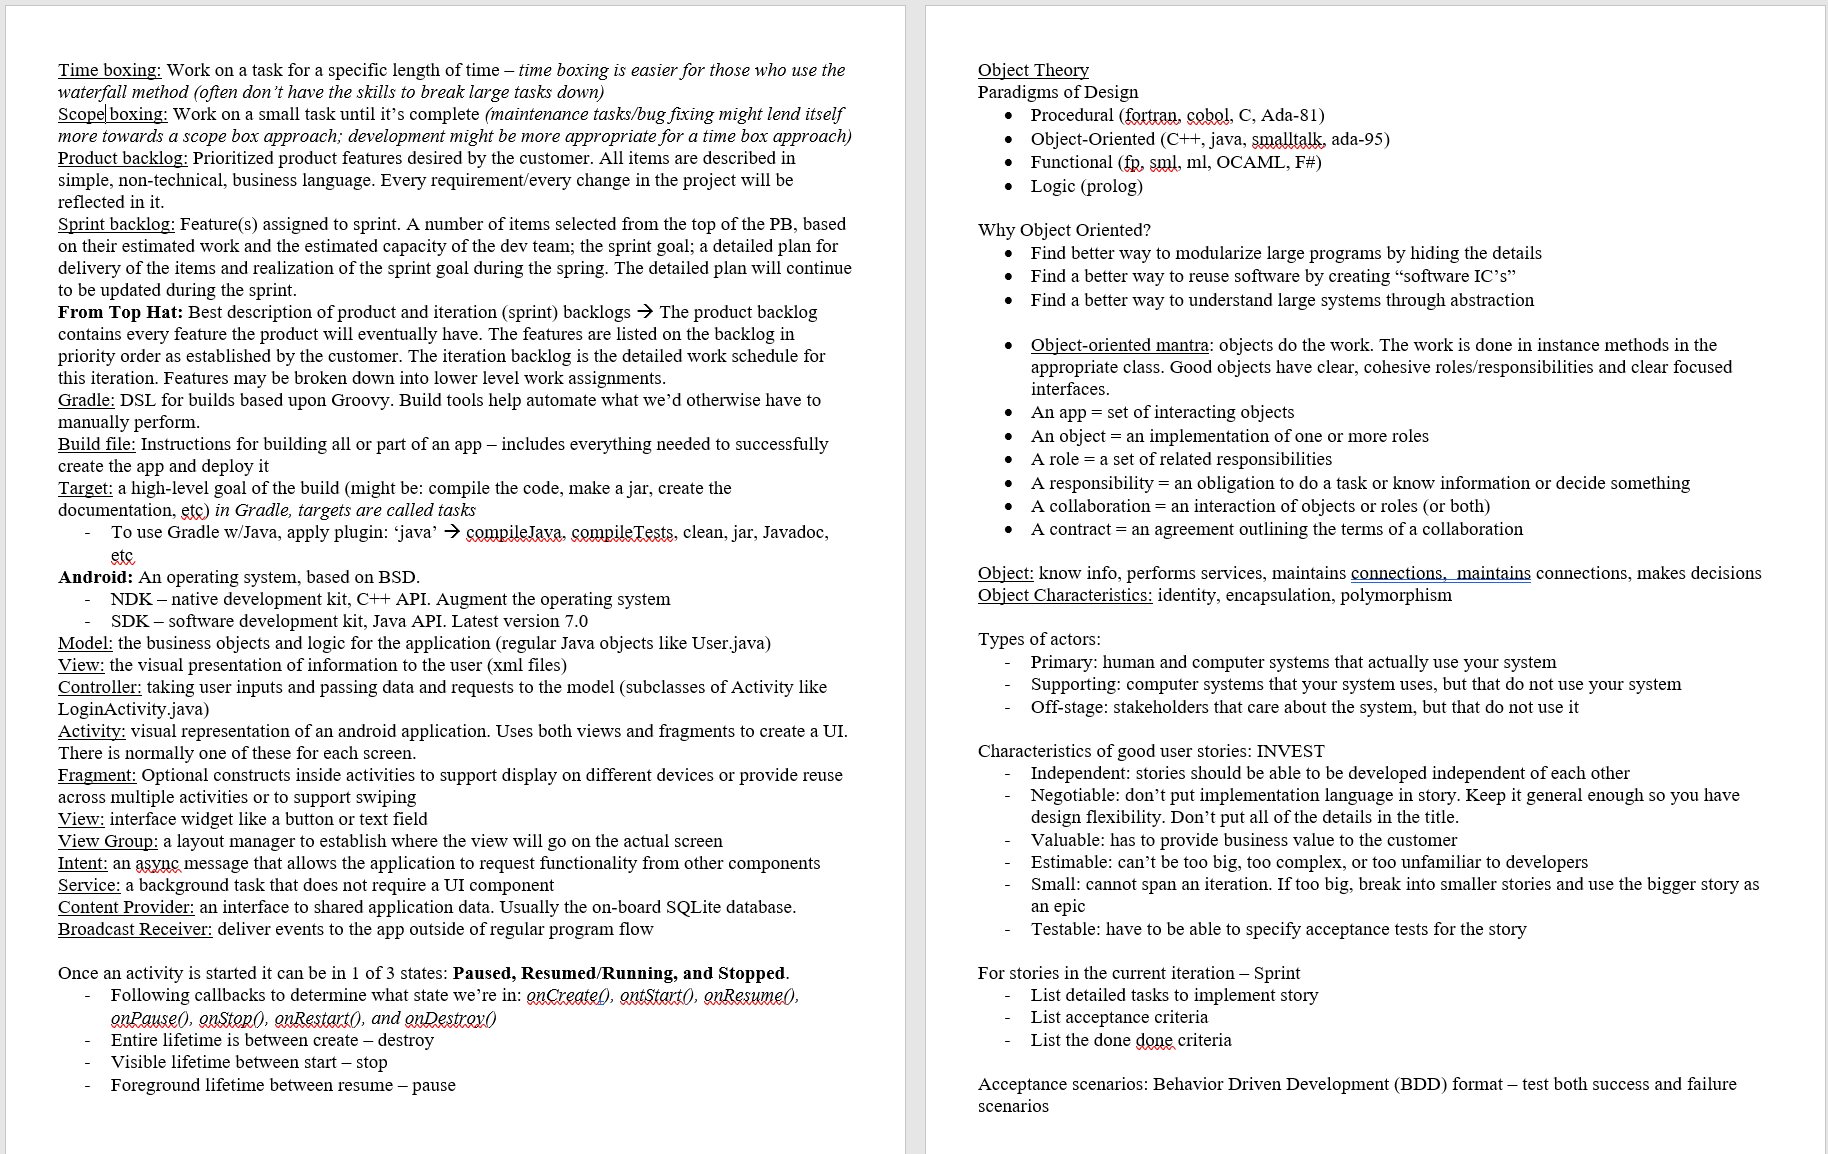 Time boxing: Work on a task for a specific length of time – time boxing is easier for those who use the
waterfall method (often don't have the skills to break large tasks down)
Scope boxing: Work on a small task until it's complete (maintenance tasks/bug fixing might lend itself
more towards a scope box approach; development might be more appropriate for a time box approach)
Product backlog: Prioritized product features desired by the customer. All items are described in
simple, non-technical, business language. Every requirement/every change in the project will be
reflected in it.
Sprint backlog: Feature(s) assigned to sprint. A number of items selected from the top of the PB, based
on their estimated work and the estimated capacity of the dev team; the sprint goal; a detailed plan for
delivery of the items and realization of the sprint goal during the spring. The detailed plan will continue
to be updated during the sprint.
From Top Hat: Best description of product and iteration (sprint) backlogs → The product backlog
contains every feature the product will eventually have. The features are listed on the backlog in
priority order as established by the customer. The iteration backlog is the detailed work schedule for
this iteration. Features may be broken down into lower level work assignments.
Gradle: DSL for builds based upon Groovy. Build tools help automate what we'd otherwise have to
manually perform.
Build file: Instructions for building all or part of an app – includes everything needed to successfully
create the app and deploy it
Target: a high-level goal of the build (might be: compile the code, make a jar, create the
documentation, etc) in Gradle, targets are called tasks
- To use Gradle w/Java, apply plugin: 'java' → compileJava, compileTests, clean, jar, Javadoc,
etc
Android: An operating system, based on BSD.
- NDK – native development kit, C++ API. Augment the operating system
- SDK – software development kit, Java API. Latest version 7.0
Model: the business objects and logic for the application (regular Java objects like User.java)
View: the visual presentation of information to the user (xml files)
Controller: taking user inputs and passing data and requests to the model (subclasses of Activity like
LoginActivity.java)
Activity: visual representation of an android application. Uses both views and fragments to create a UI.
There is normally one of these for each screen.
Fragment: Optional constructs inside activities to support display on different devices or provide reuse
across multiple activities or to support swiping
View: interface widget like a button or text field
View Group: a layout manager to establish where the view will go on the actual screen
Intent: an async message that allows the application to request functionality from other components
Service: a background task that does not require a UI component
Content Provider: an interface to shared application data. Usually the on-board SQLite database.
Broadcast Receiver: deliver events to the app outside of regular program flow
Once an activity is started it can be in 1 of 3 states: Paused, Resumed/Running, and Stopped.
- Following callbacks to determine what state we're in: onCreate(), ontStart(), onResume(),
onPause(), onStop(), onRestart(), and onDestroy()
- Entire lifetime is between create – destroy
- Visible lifetime between start – stop
- Foreground lifetime between resume – pause
Object Theory
Paradigms of Design
• Procedural (fortran, cobol, C, Ada-81)
• Object-Oriented (C++, java, smalltalk, ada-95)
• Functional (fp, sml, ml, OCAML, F#)
• Logic (prolog)
Why Object Oriented?
• Find better way to modularize large programs by hiding the details
• Find a better way to reuse software by creating “software IC's”
• Find a better way to understand large systems through abstraction
• Object-oriented mantra: objects do the work. The work is done in instance methods in the
appropriate class. Good objects have clear, cohesive roles/responsibilities and clear focused
interfaces.
• An app = set of interacting objects
• An object = an implementation of one or more roles
• A role = a set of related responsibilities
• A responsibility = an obligation to do a task or know information or decide something
• A collaboration = an interaction of objects or roles (or both)
• A contract = an agreement outlining the terms of a collaboration
Object: know info, performs services, maintains connections,  maintains connections, makes decisions
Object Characteristics: identity, encapsulation, polymorphism
Types of actors:
- Primary: human and computer systems that actually use your system
- Supporting: computer systems that your system uses, but that do not use your system
- Off-stage: stakeholders that care about the system, but that do not use it
Characteristics of good user stories: INVEST
- Independent: stories should be able to be developed independent of each other
- Negotiable: don't put implementation language in story. Keep it general enough so you have
design flexibility. Don't put all of the details in the title.
- Valuable: has to provide business value to the customer
- Estimable: can't be too big, too complex, or too unfamiliar to developers
- Small: cannot span an iteration. If too big, break into smaller stories and use the bigger story as
an epic
- Testable: have to be able to specify acceptance tests for the story
For stories in the current iteration – Sprint
- List detailed tasks to implement story
- List acceptance criteria
- List the done done criteria
Acceptance scenarios: Behavior Driven Development (BDD) format – test both success and failure
scenarios